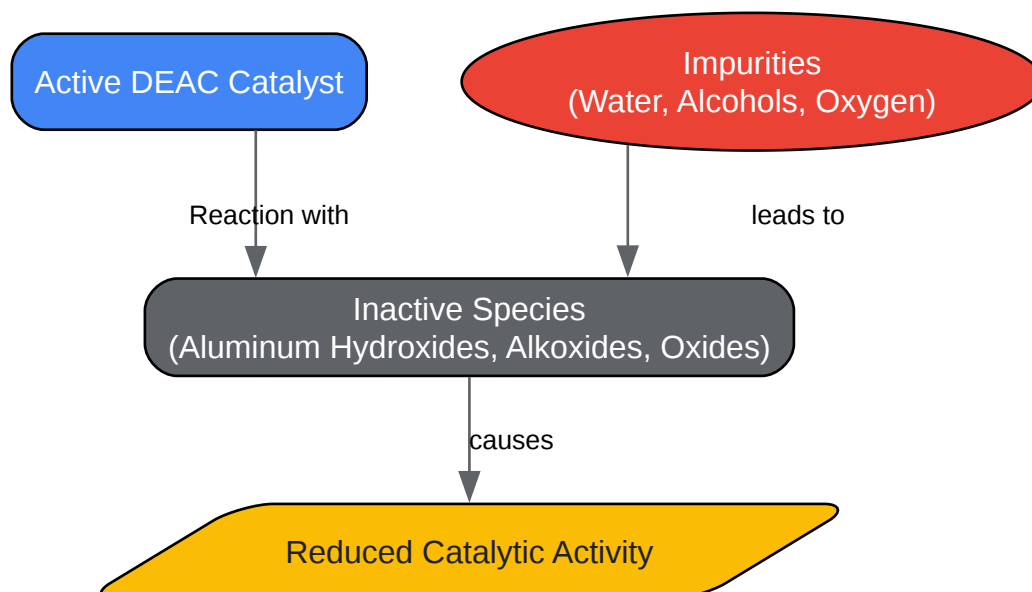 Active DEAC Catalyst
Impurities
(Water, Alcohols, Oxygen)
Reaction with
leads to
Inactive Species
(Aluminum Hydroxides, Alkoxides, Oxides)
causes
Reduced Catalytic Activity